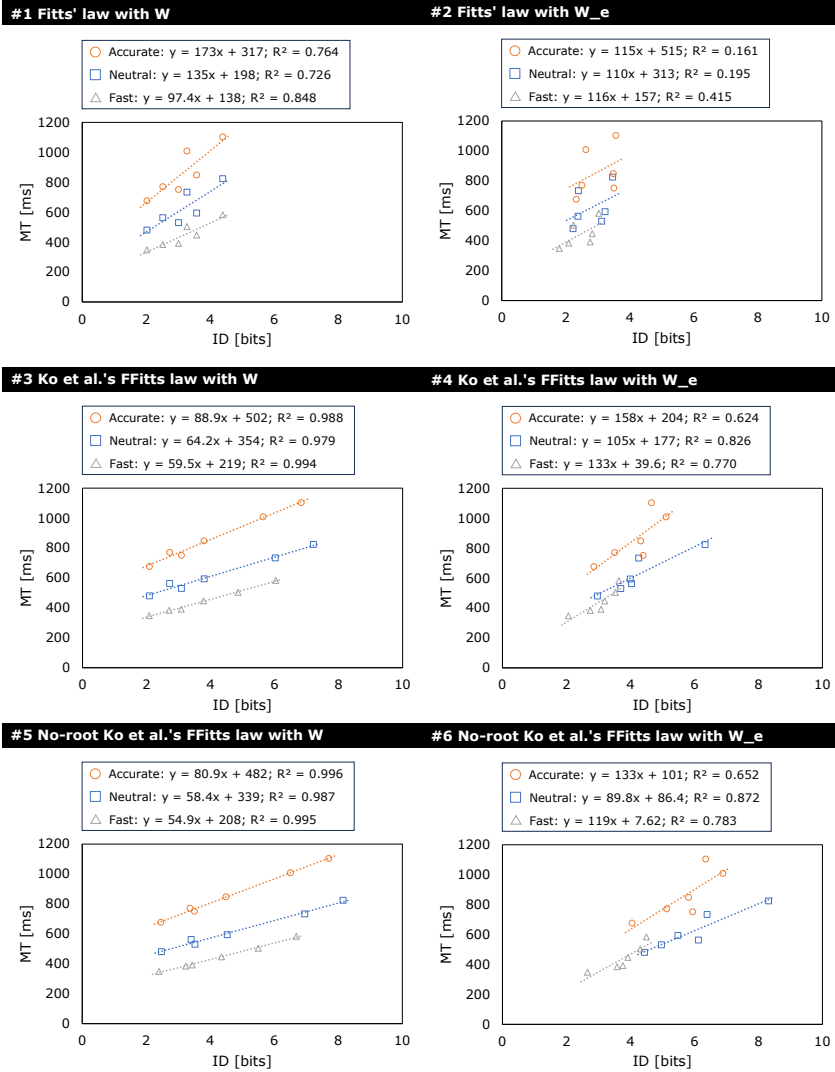 #1 Fitts' law with W
Accurate: y = 173x + 317; R² = 0.764
Neutral: y = 135x + 198; R² = 0.726
Fast: y = 97.4x + 138; R² = 0.848
1200
1000
800
600
400
200
0
MT [ms]
0 2 4 6 8 10
ID [bits]
#2 Fitts' law with W_e
Accurate: y = 115x + 515; R² = 0.161
Neutral: y = 110x + 313; R² = 0.195
Fast: y = 116x + 157; R² = 0.415
1200
1000
800
600
400
200
0
MT [ms]
0 2 4 6 8 10
ID [bits]
#3 Ko et al.'s FFitts law with W
Accurate: y = 88.9x + 502; R² = 0.988
Neutral: y = 64.2x + 354; R² = 0.979
Fast: y = 59.5x + 219; R² = 0.994
1200
1000
800
600
400
200
0
MT [ms]
0 2 4 6 8 10
ID [bits]
#4 Ko et al.'s FFitts law with W_e
Accurate: y = 158x + 204; R² = 0.624
Neutral: y = 105x + 177; R² = 0.826
Fast: y = 133x + 39.6; R² = 0.770
1200
1000
800
600
400
200
0
MT [ms]
0 2 4 6 8 10
ID [bits]
#5 No-root Ko et al.'s FFitts law with W
Accurate: y = 80.9x + 482; R² = 0.996
Neutral: y = 58.4x + 339; R² = 0.987
Fast: y = 54.9x + 208; R² = 0.995
1200
1000
800
600
400
200
0
MT [ms]
0 2 4 6 8 10
ID [bits]
#6 No-root Ko et al.'s FFitts law with W_e
Accurate: y = 133x + 101; R² = 0.652
Neutral: y = 89.8x + 86.4; R² = 0.872
Fast: y = 119x + 7.62; R² = 0.783
1200
1000
800
600
400
200
0
MT [ms]
0 2 4 6 8 10
ID [bits]